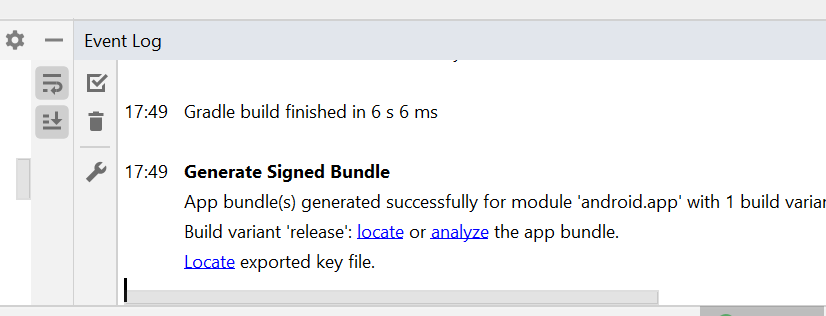 Event Log
17:49 Gradle build finished in 6 s 6 ms
17:49 Generate Signed Bundle
App bundle(s) generated successfully for module 'android.app' with 1 build
Build variant 'release': locate or analyze the app bundle.
Locate exported key file.